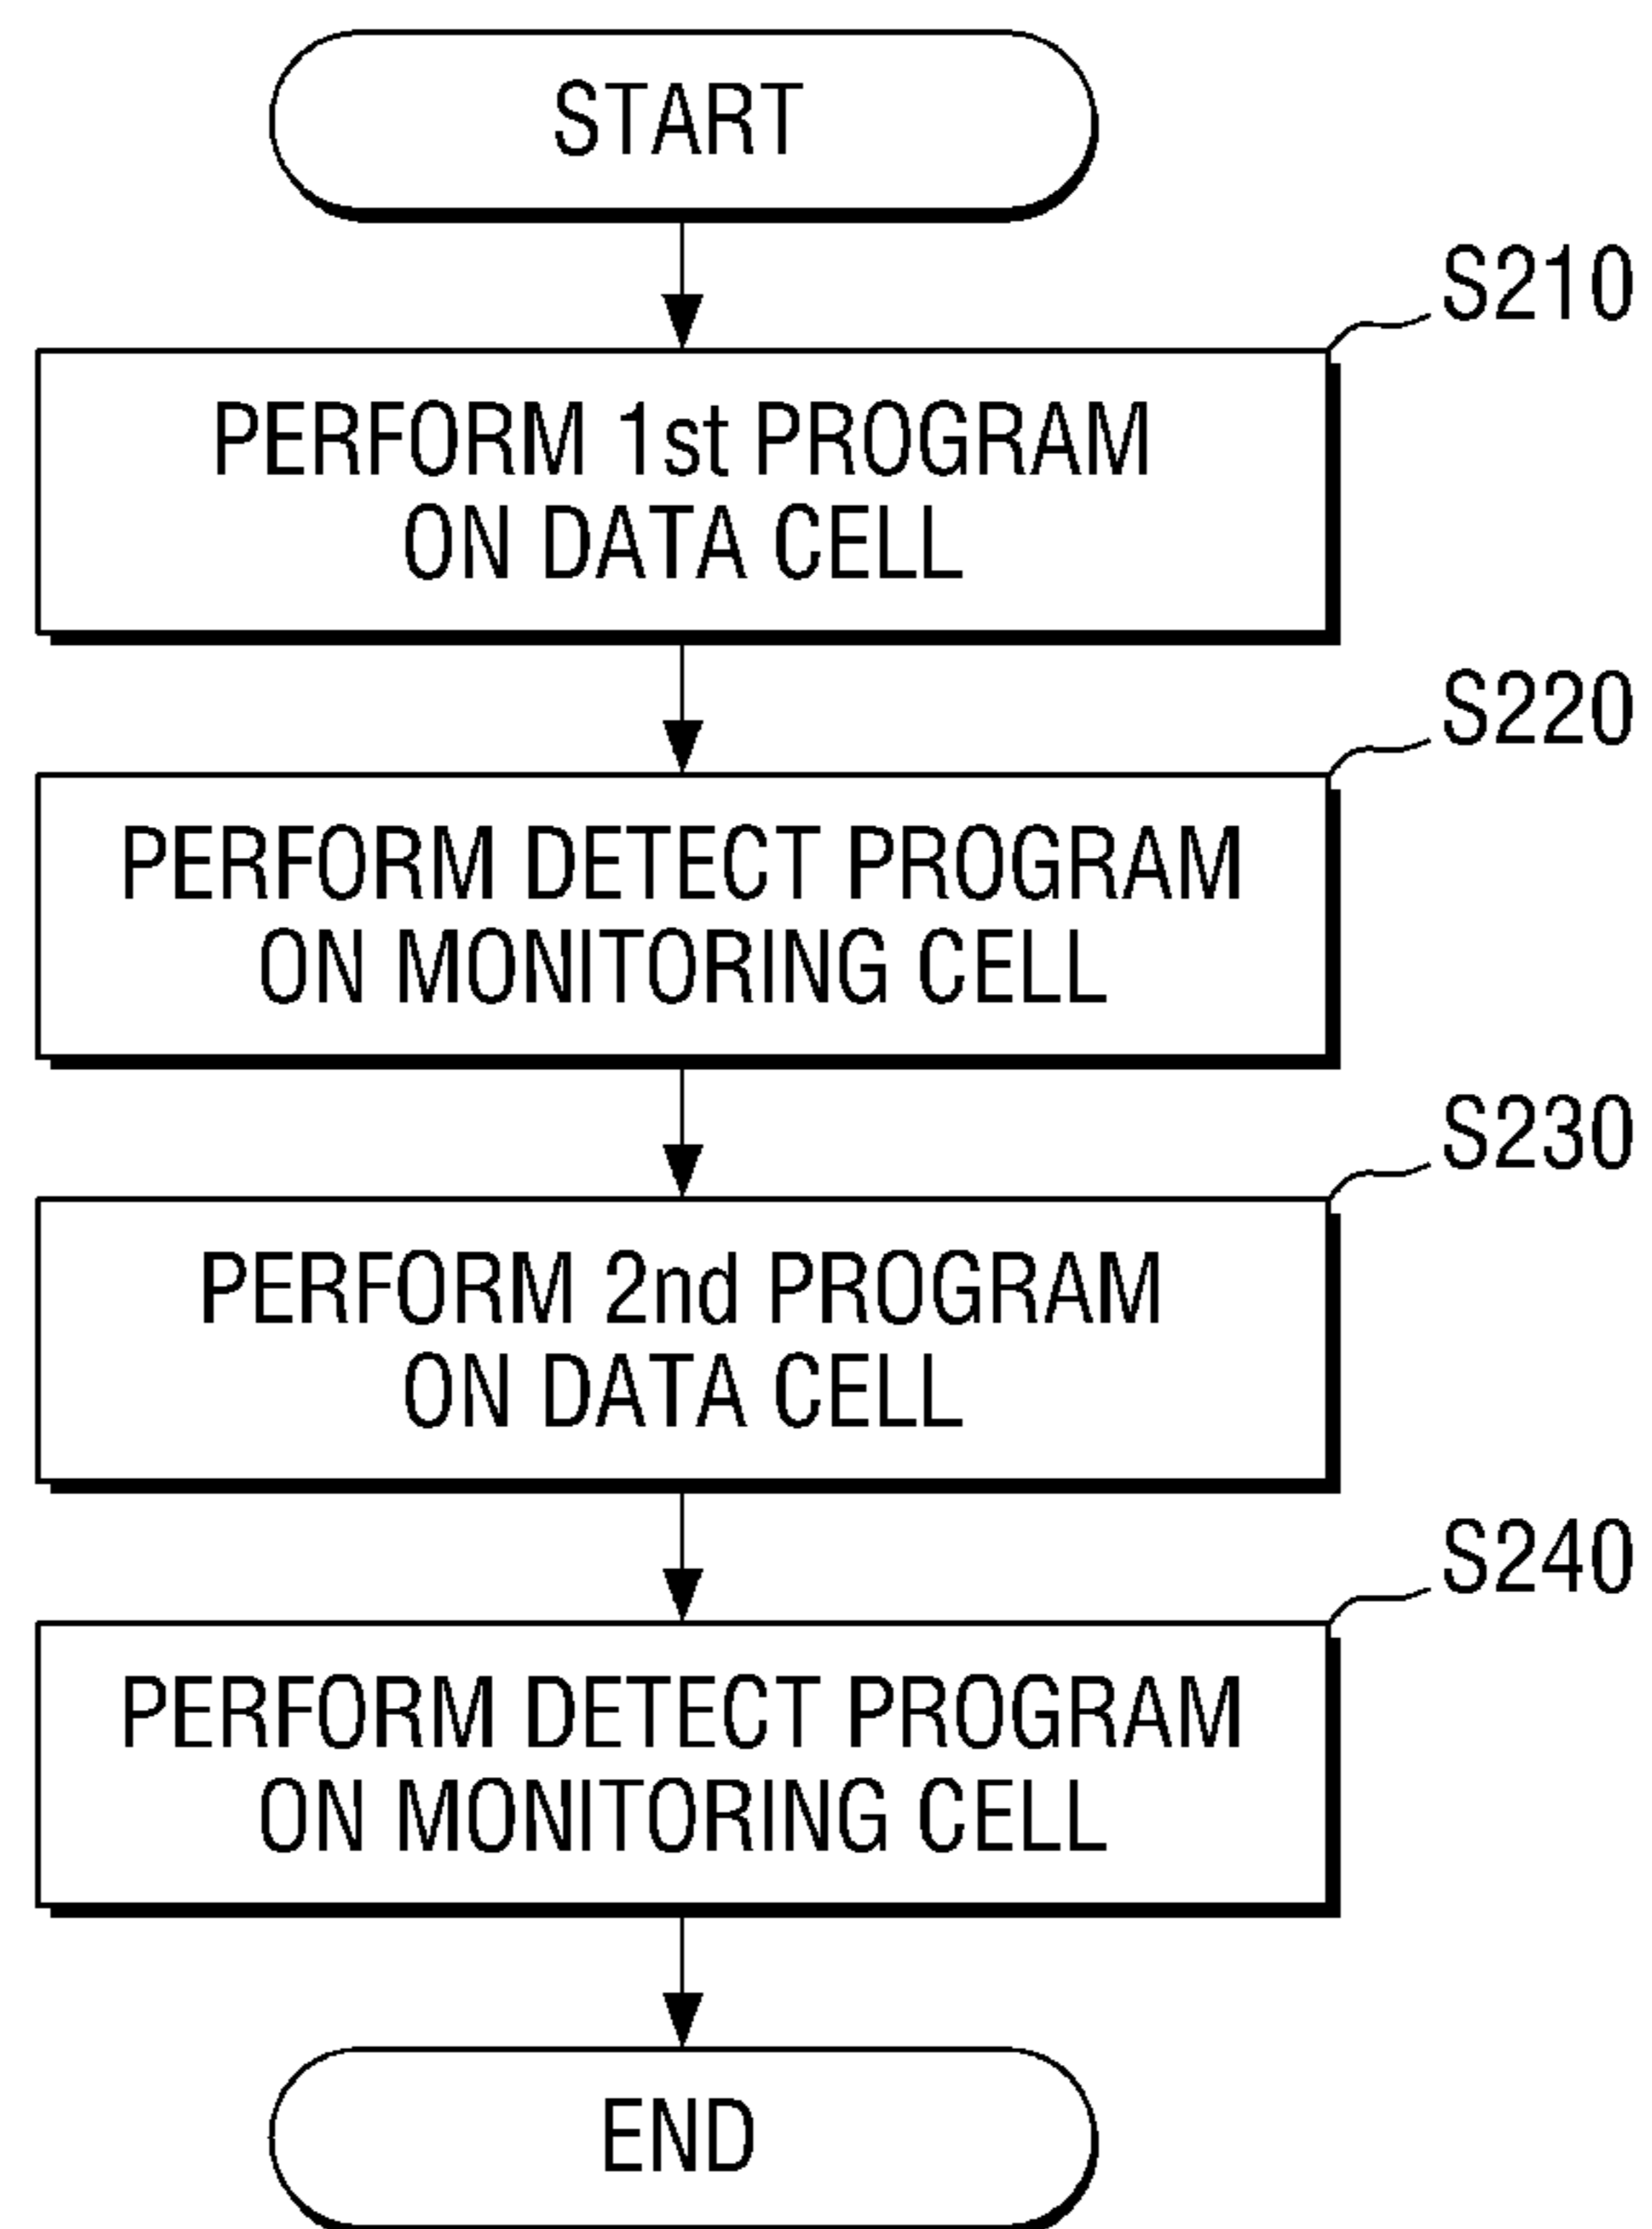 START
S210
PERFORM 1st PROGRAM
ON DATA CELL
S220
PERFORM DETECT PROGRAM
ON MONITORING CELL
S230
PERFORM 2nd PROGRAM
ON DATA CELL
S240
PERFORM DETECT PROGRAM
ON MONITORING CELL
END